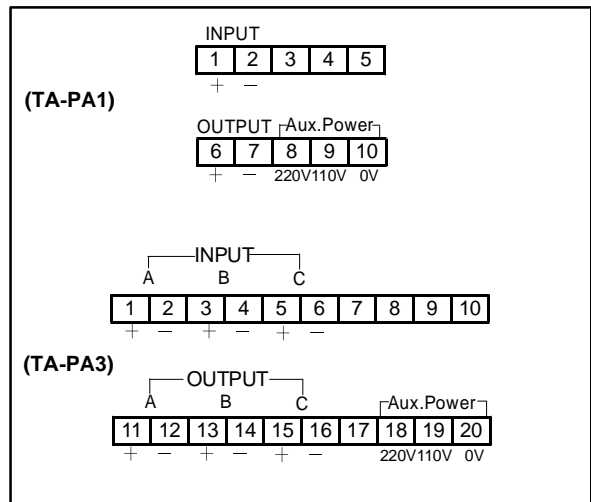 INPUT
1 2 3 4 5
+ −
(TA-PA1)
OUTPUT Aux.Power
6 7 8 9 10
+ − 220V 110V 0V
INPUT
A B C
1 2 3 4 5 6 7 8 9 10
+ − + − + −
(TA-PA3)
OUTPUT
A B C Aux.Power
11 12 13 14 15 16 17 18 19 20
+ − + − + − 220V 110V 0V